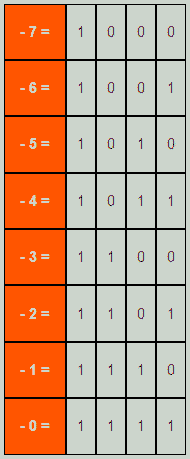 - 7 = 1 0 0 0
- 6 = 1 0 0 1
- 5 = 1 0 1 0
- 4 = 1 0 1 1
- 3 = 1 1 0 0
- 2 = 1 1 0 1
- 1 = 1 1 1 0
- 0 = 1 1 1 1